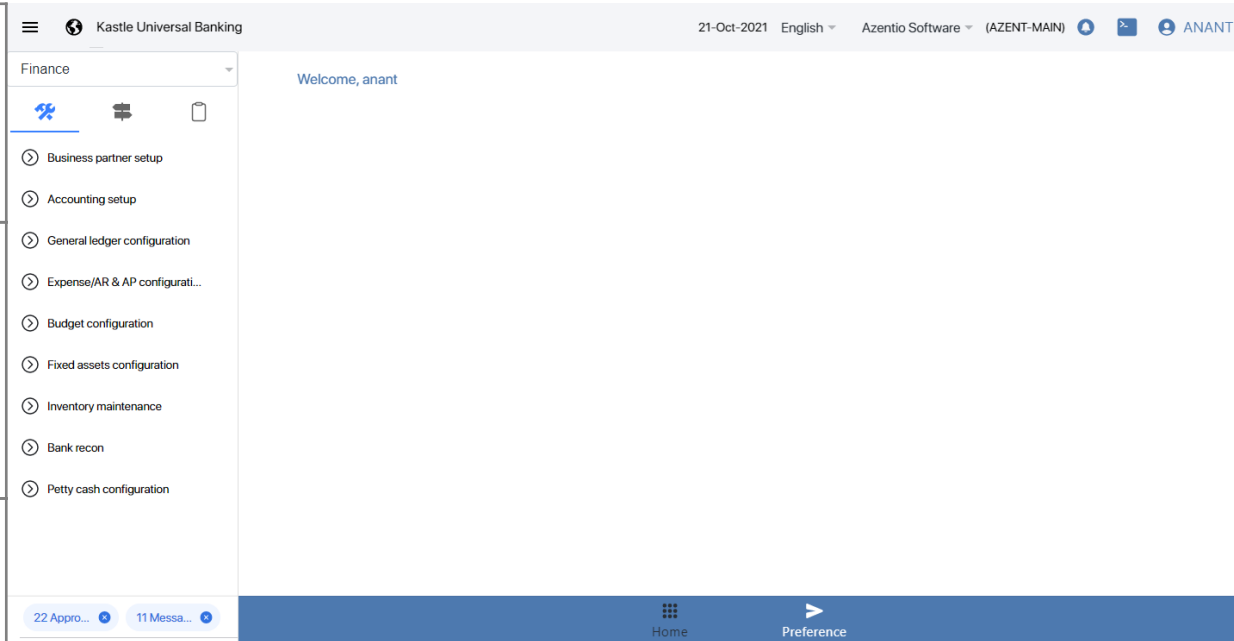 Kastle Universal Banking
21-Oct-2021 English Azentio Software (AZENT-MAIN) ANANT
Finance
Welcome, anant
Business partner setup
Accounting setup
General ledger configuration
Expense/AR & AP configurati...
Budget configuration
Fixed assets configuration
Inventory maintenance
Bank recon
Petty cash configuration
22 Appro... 11 Messa...
Home Preference